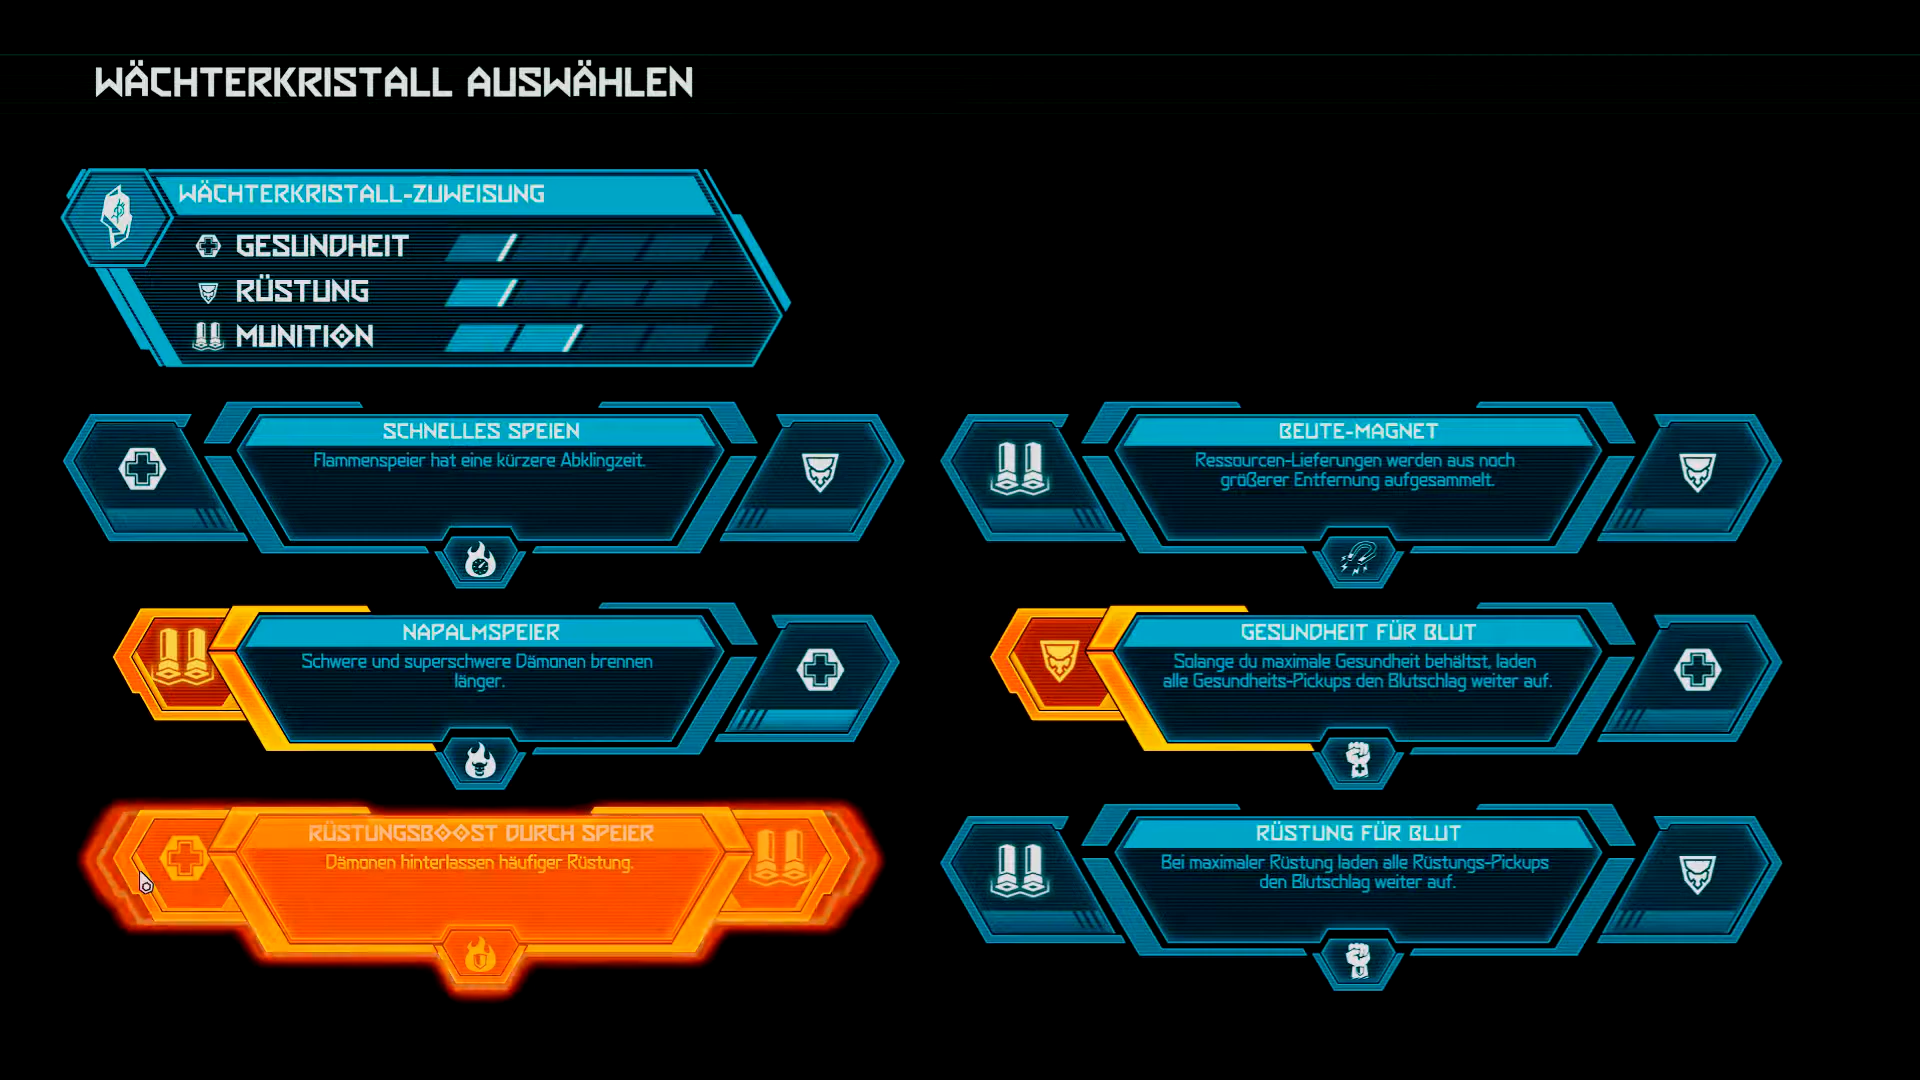 WÄCHTERKRISTALL AUSWÄHLEN
WÄCHTERKRISTALL-ZUWEISUNG
GESUNDHEIT
RÜSTUNG
MUNITION
SCHNELLES SPEIEN
Flammenspeier hat eine kürzere Abklingzeit.
BEUTE-MAGNET
Ressourcen-Lieferungen werden aus noch
größerer Entfernung aufgesammelt.
NAPALMSPEIER
Schwere und superschwere Dämonen brennen
länger.
GESUNDHEIT FÜR BLUT
Solange du maximale Gesundheit behältst, laden
alle Gesundheits-Pickups den Blutschlag weiter auf.
RÜSTUNGSBOOST DURCH SPEIER
Dämonen hinterlassen häufiger Rüstung.
RÜSTUNG FÜR BLUT
Bei maximaler Rüstung laden alle Rüstungs-Pickups
den Blutschlag weiter auf.